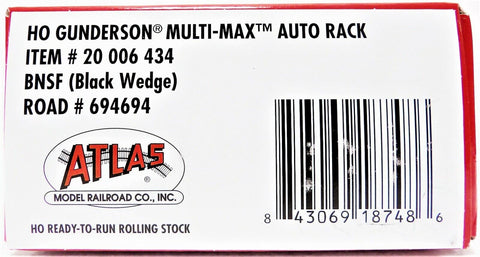 HO GUNDERSON® MULTI-MAX™ AUTO RACK
ITEM # 20 006 434
BNSF (Black Wedge)
ROAD # 694694
ATLAS®
MODEL RAILROAD CO., INC.
HO READY-TO-RUN ROLLING STOCK
8 43069 18748 6